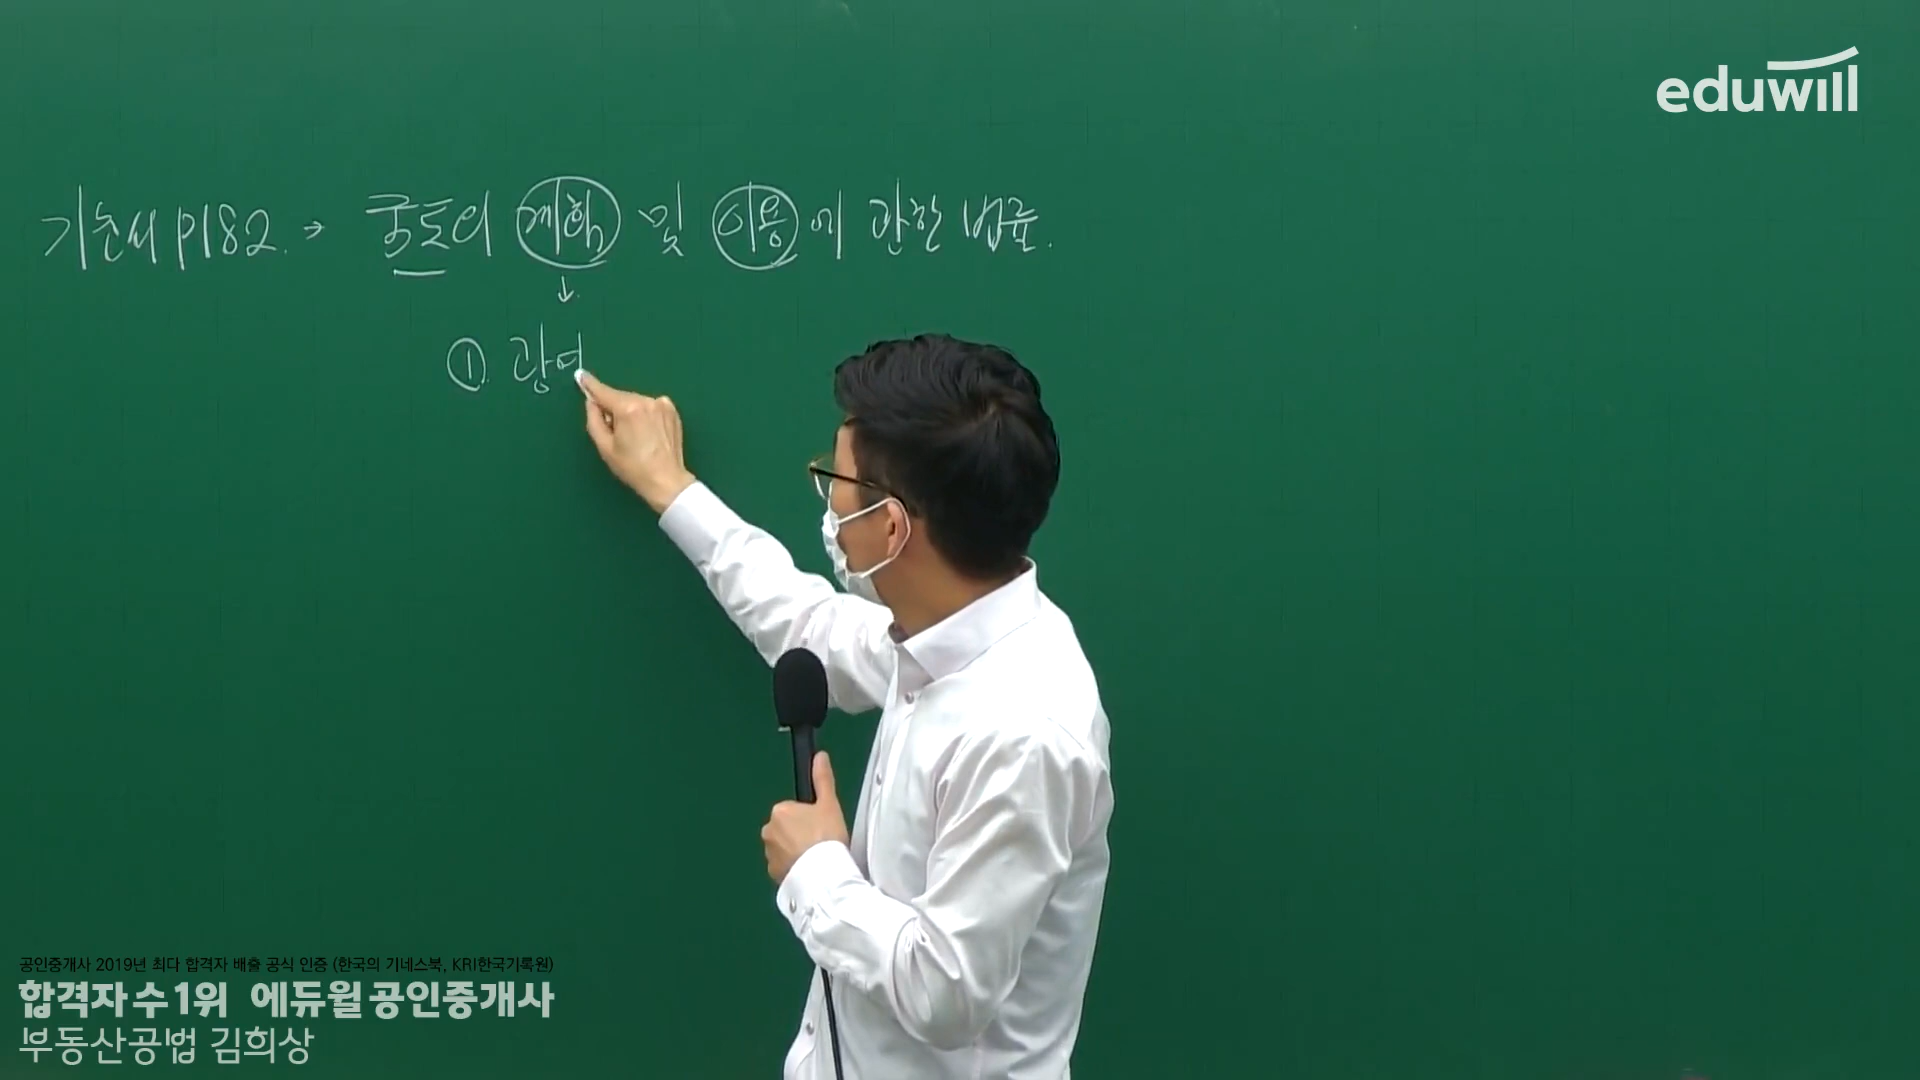 eduwill
기초서 P182. → 국토의 계획 및 이용에 관한 법률.
↓
① 광여
공인중개사 2019년 최다 합격자 배출 공식 인증 (한국의 기네스북, KRI한국기록원)
합격자 수 1위 에듀윌 공인중개사
부동산공법 김희상